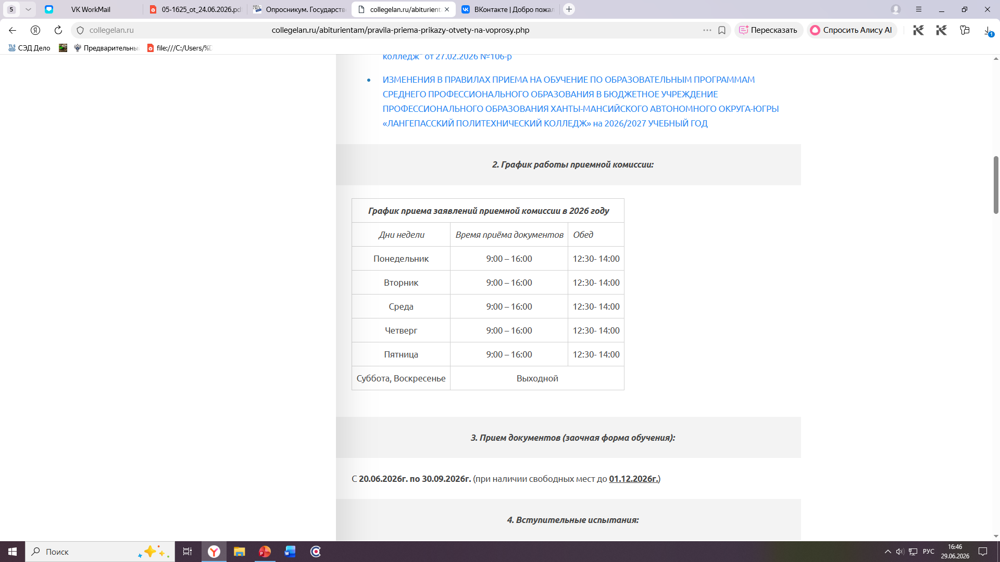 5
VK WorkMail
05-1625_ot_24.06.2026.pd
Опросникум. Государств
collegelan.ru/abiturient
ВКонтакте | Добро пожал
collegelan.ru
collegelan.ru/abiturientam/pravila-priema-prikazy-otvety-na-voprosy.php
Пересказать
Спросить Алису AI
1
TLS
СЭД Дело
Предварительны
file:///C:/Users/%D
колледж" от 27.02.2026 №106-р
• ИЗМЕНЕНИЯ В ПРАВИЛАХ ПРИЕМА НА ОБУЧЕНИЕ ПО ОБРАЗОВАТЕЛЬНЫМ ПРОГРАММАМ
СРЕДНЕГО ПРОФЕССИОНАЛЬНОГО ОБРАЗОВАНИЯ В БЮДЖЕТНОЕ УЧРЕЖДЕНИЕ
ПРОФЕССИОНАЛЬНОГО ОБРАЗОВАНИЯ ХАНТЫ-МАНСИЙСКОГО АВТОНОМНОГО ОКРУГА-ЮГРЫ
«ЛАНГЕПАССКИЙ ПОЛИТЕХНИЧЕСКИЙ КОЛЛЕДЖ» на 2026/2027 УЧЕБНЫЙ ГОД
2. График работы приемной комиссии:
График приема заявлений приемной комиссии в 2026 году
Дни недели Время приёма документов Обед
Понедельник 9:00 – 16:00 12:30- 14:00
Вторник 9:00 – 16:00 12:30- 14:00
Среда 9:00 – 16:00 12:30- 14:00
Четверг 9:00 – 16:00 12:30- 14:00
Пятница 9:00 – 16:00 12:30- 14:00
Суббота, Воскресенье Выходной
3. Прием документов (заочная форма обучения):
С 20.06.2026г. по 30.09.2026г. (при наличии свободных мест до 01.12.2026г.)
4. Вступительные испытания:
Поиск
РУС
16:46
29.06.2026